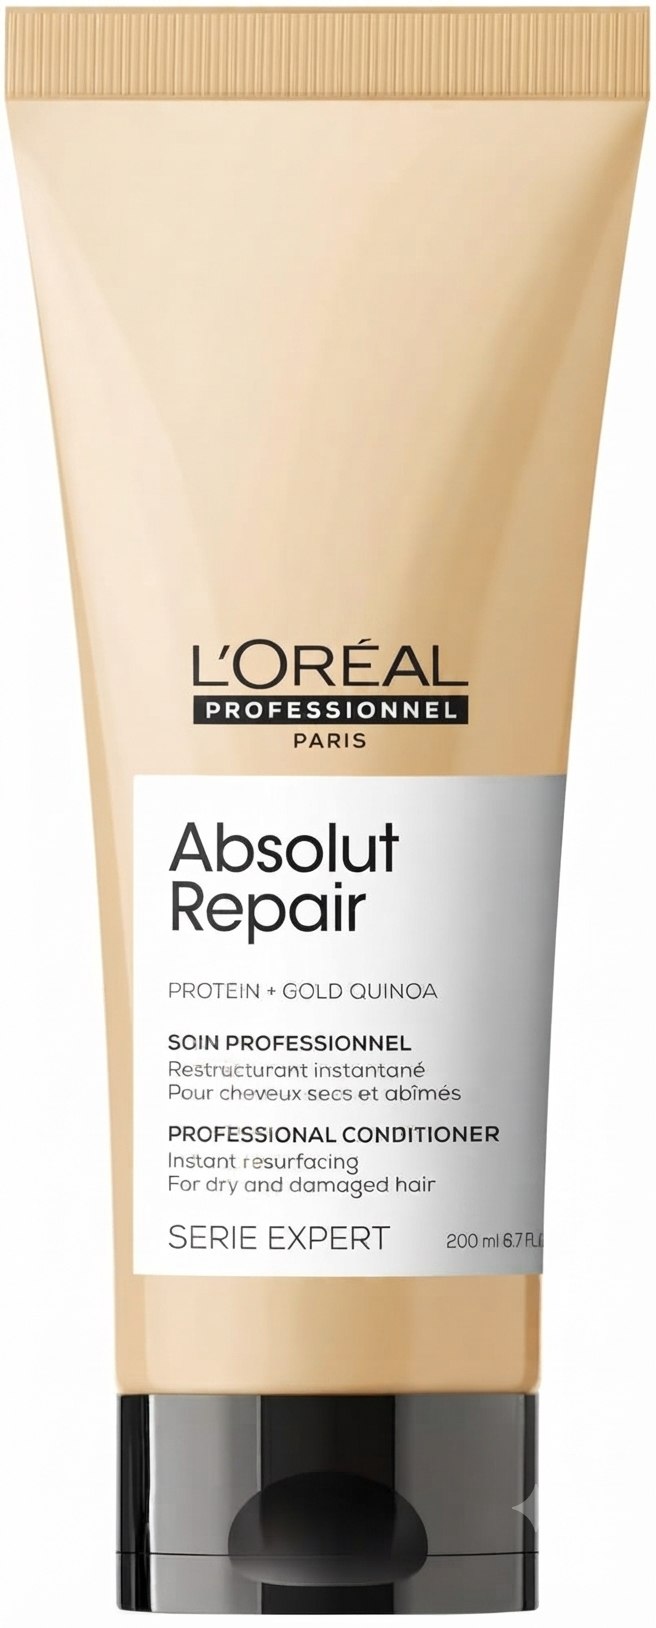 L'ORÉAL
PROFESSIONNEL
PARIS
Absolut
Repair
PROTEIN + GOLD QUINOA
SOIN PROFESSIONNEL
Restructurant instantané
Pour cheveux secs et abîmés
PROFESSIONAL CONDITIONER
Instant resurfacing
For dry and damaged hair
SERIE EXPERT
200 ml 6.7